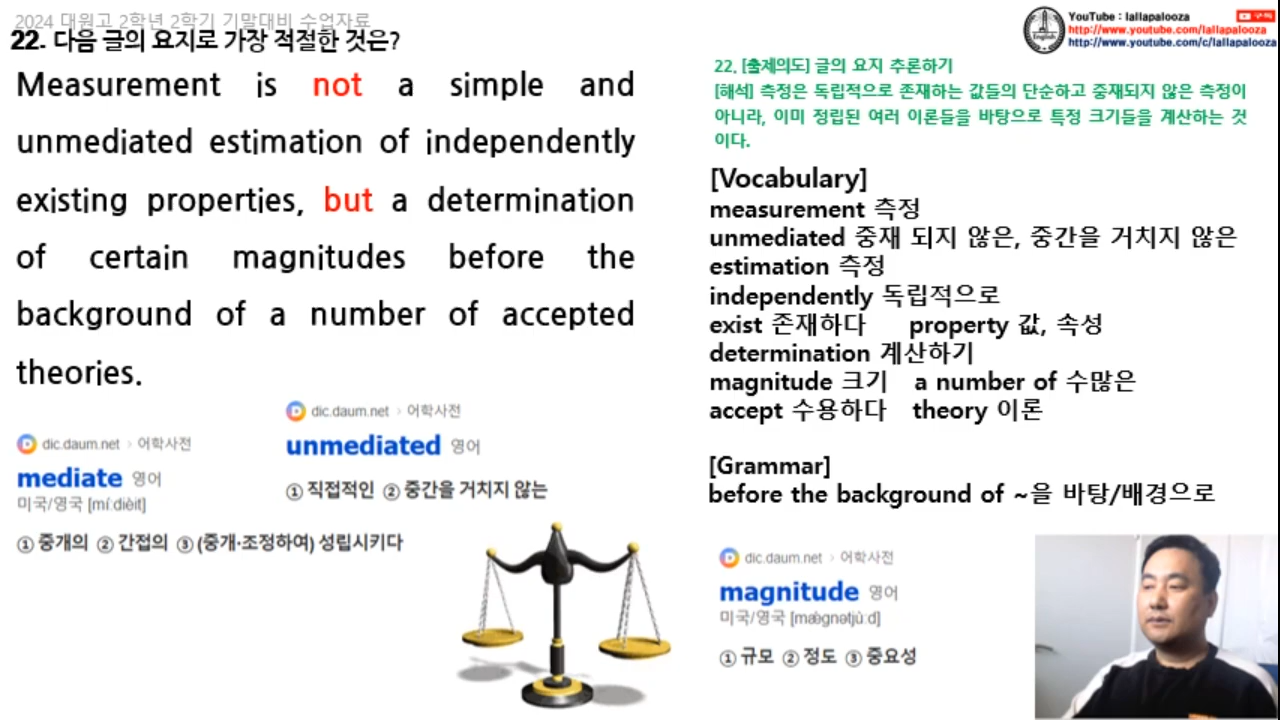 2024 대원고 2학년 2학기 기말대비 수업자료
22. 다음 글의 요지로 가장 적절한 것은?
Measurement is not a simple and
unmediated estimation of independently
existing properties, but a determination
of certain magnitudes before the
background of a number of accepted
theories.
dic.daum.net › 어학사전
mediate 영어
미국/영국 [míːdièit]
① 중개의 ② 간접의 ③ (중개·조정하여) 성립시키다
dic.daum.net › 어학사전
unmediated 영어
① 직접적인 ② 중간을 거치지 않는
YouTube : lallapalooza
구독
http://www.youtube.com/lallapalooza
http://www.youtube.com/c/lallapalooza
English
22. [출제의도] 글의 요지 추론하기
[해석] 측정은 독립적으로 존재하는 값들의 단순하고 중재되지 않은 측정이
아니라, 이미 정립된 여러 이론들을 바탕으로 특정 크기들을 계산하는 것
이다.
[Vocabulary]
measurement 측정
unmediated 중재 되지 않은, 중간을 거치지 않은
estimation 측정
independently 독립적으로
exist 존재하다 property 값, 속성
determination 계산하기
magnitude 크기 a number of 수많은
accept 수용하다 theory 이론
[Grammar]
before the background of ~을 바탕/배경으로
dic.daum.net › 어학사전
magnitude 영어
미국/영국 [mǽgnətjùːd]
① 규모 ② 정도 ③ 중요성